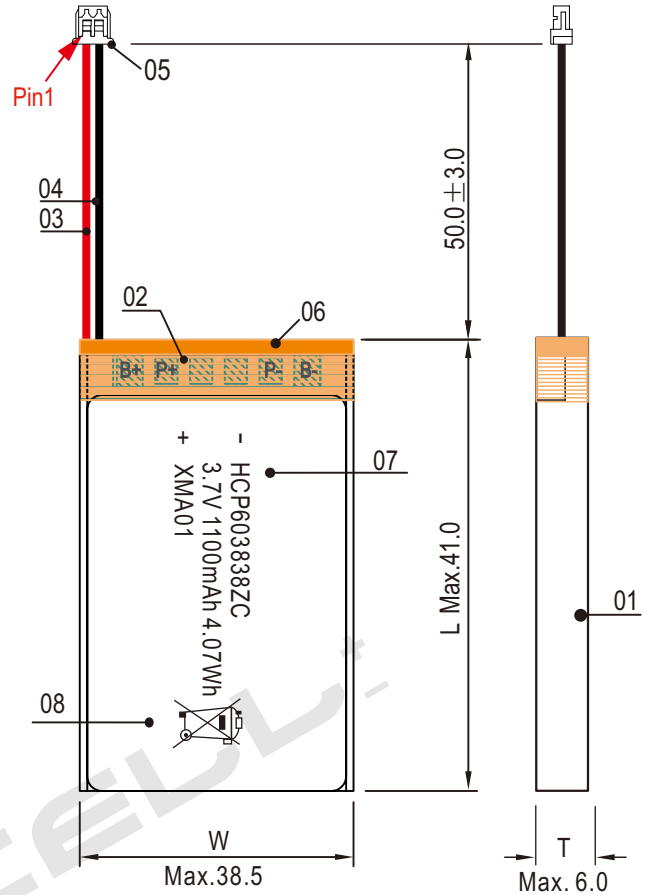 05
Pin1
04
03
50.0±3.0
02
06
B+ P+ P- B-
+ -
HCP603838ZC
3.7V 1100mAh 4.07Wh
XMA01
07
L Max.41.0
01
08
W
Max.38.5
T
Max. 6.0